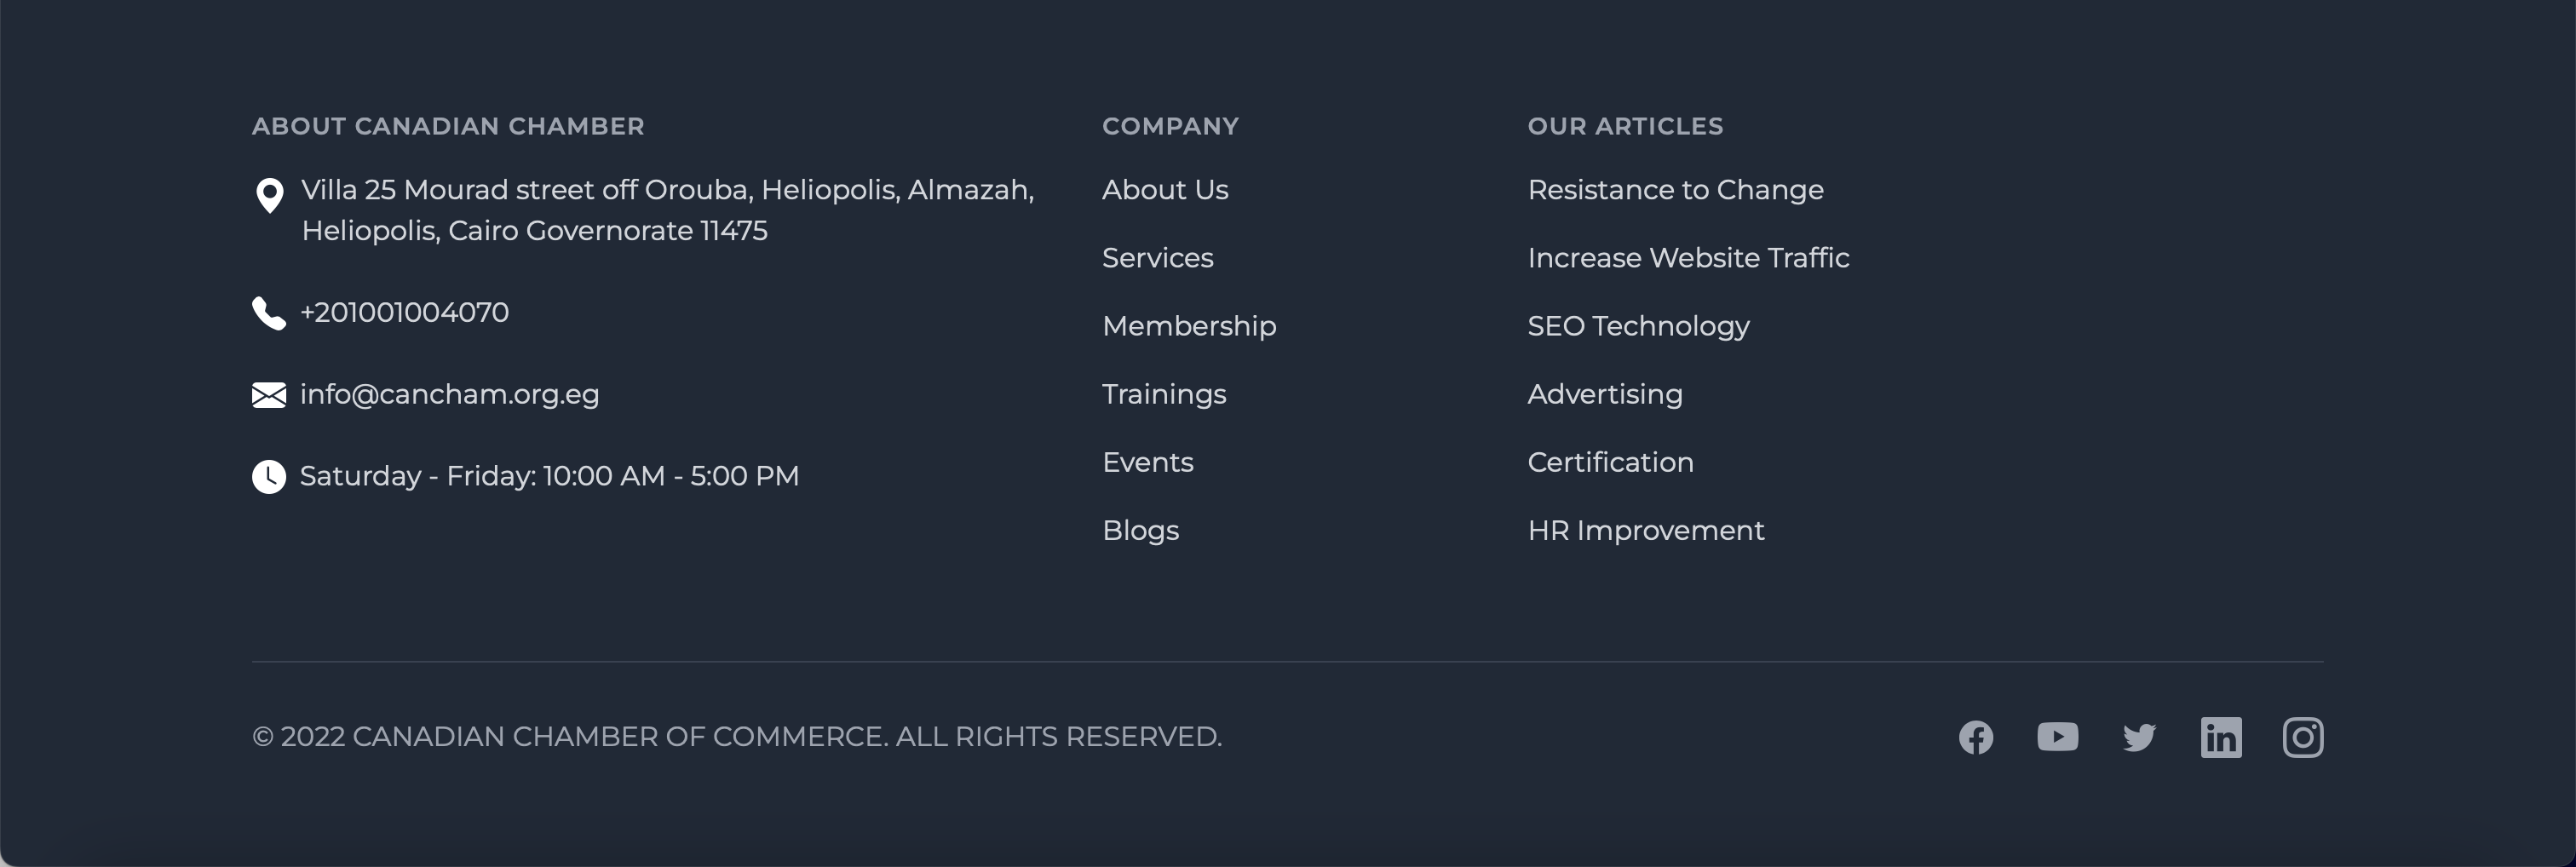 ABOUT CANADIAN CHAMBER
Villa 25 Mourad street off Orouba, Heliopolis, Almazah,
Heliopolis, Cairo Governorate 11475
+201001004070
info@cancham.org.eg
Saturday - Friday: 10:00 AM - 5:00 PM
COMPANY
About Us
Services
Membership
Trainings
Events
Blogs
OUR ARTICLES
Resistance to Change
Increase Website Traffic
SEO Technology
Advertising
Certification
HR Improvement
© 2022 CANADIAN CHAMBER OF COMMERCE. ALL RIGHTS RESERVED.